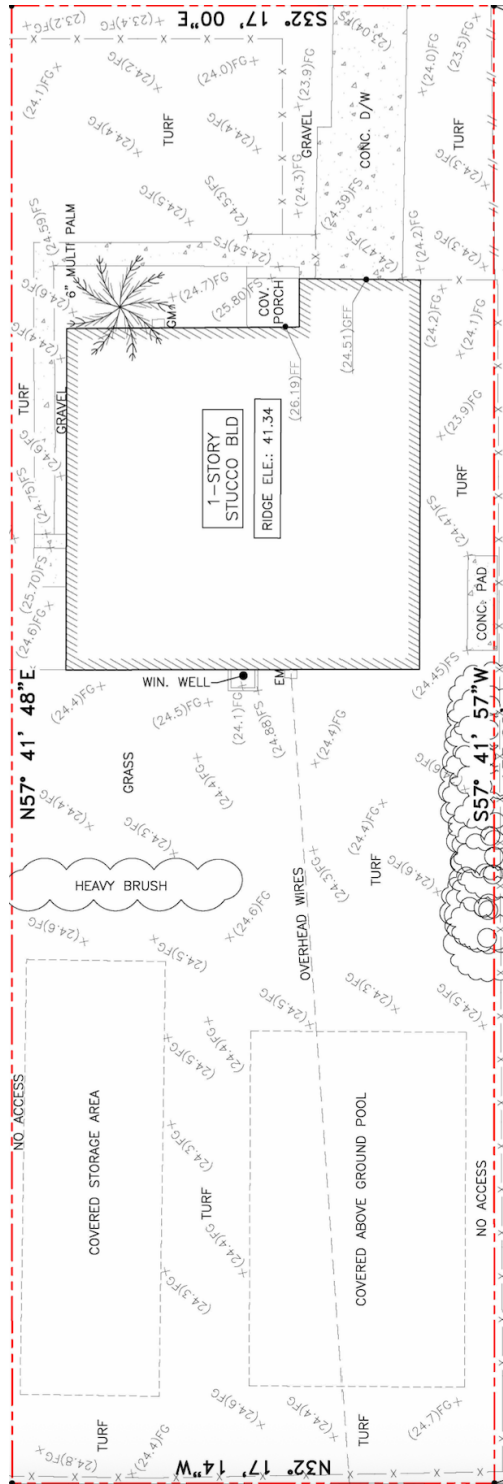 S32° 17' 00"E
(23.2)FG
(23.4)FG
(24.1)FG
(24.2)FG
(24.0)FG
(23.9)FG
(23.04)FS
(24.0)FG
(23.5)FG
TURF
(24.4)FG
GRAVEL
CONC. D/W
TURF
(24.3)FG
(24.5)FG
(24.53)FS
(24.3)FG
(24.39)FS
(24.59)FS
6" MULTI PALM
(24.54)FS
(24.47)FS
(24.2)FG
(24.3)FG
(24.6)FG
(24.7)FG
(25.80)FS
COV.
PORCH
GM
(24.4)FG
(26.19)FF
(24.51)GFF
(24.2)FG
(24.1)FG
TURF
GRAVEL
(24.6)FG
1-STORY
STUCCO BLD
RIDGE ELE.: 41.34
(23.9)FG
TURF
(24.75)FS
(24.47)FS
(25.70)FS
(24.6)FG
CONC. PAD
N57° 41' 48"E
WIN. WELL
EM
(24.45)FS
S57° 41' 57"W
(24.4)FG
(24.5)FG
(24.1)FG
(24.88)FS
(24.4)FG
GRASS
(24.4)FG
(24.4)FG
(24.3)FG
(24.4)FG
HEAVY BRUSH
(24.3)FG
TURF
(24.6)FG
OVERHEAD WIRES
(24.6)FG
(24.6)FG
(24.5)FG
(24.3)FG
(24.5)FG
(24.5)FG
(24.5)FG
(24.4)FG
NO ACCESS
COVERED STORAGE AREA
(24.3)FG
TURF
COVERED ABOVE GROUND POOL
NO ACCESS
(24.4)FG
(24.3)FG
TURF
(24.6)FG
(24.4)FG
TURF
(24.7)FG
(24.8)FG
(24.4)FG
N32° 17' 14"W